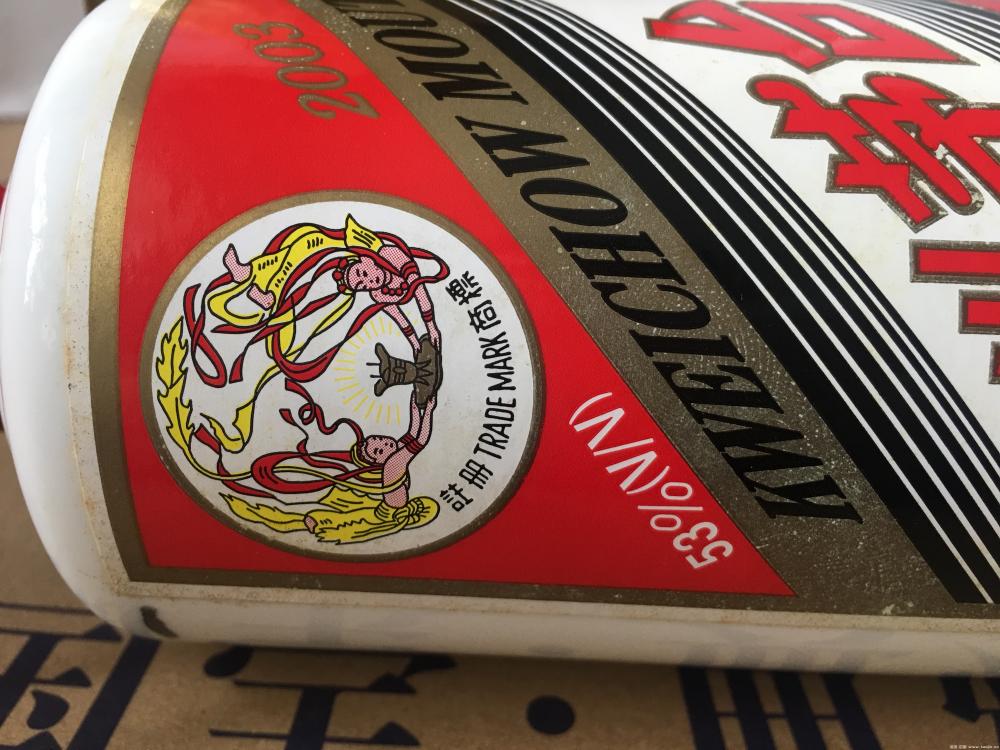 2003
KWEICHOW MOU
註冊 TRADE MARK 商標
53%(V/V)